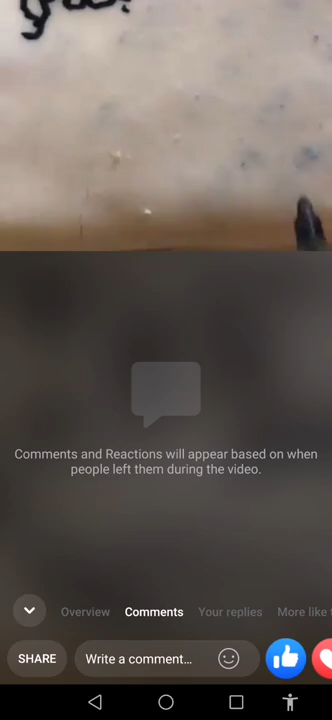 Comments and Reactions will appear based on when
people left them during the video.
Overview Comments Your replies More like
SHARE Write a comment...